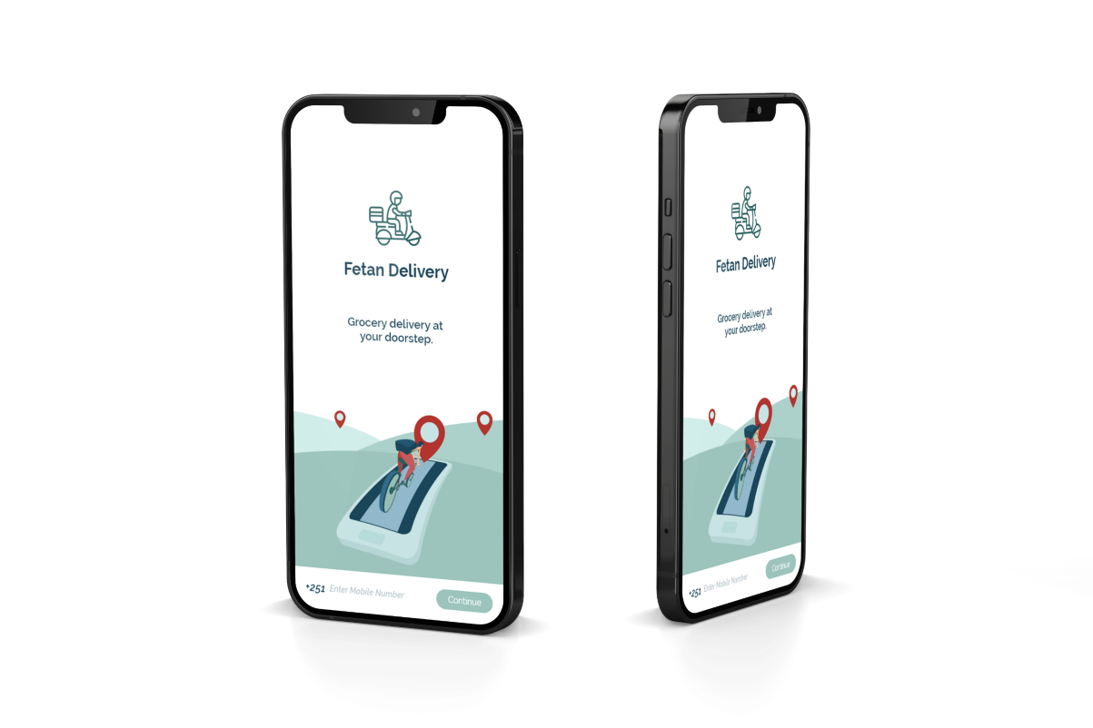 Fetan Delivery
Grocery delivery at
your doorstep.
+251 Enter Mobile Number
Continue
Fetan Delivery
Grocery delivery at
your doorstep.
+251 Enter Mobile Number
Continue